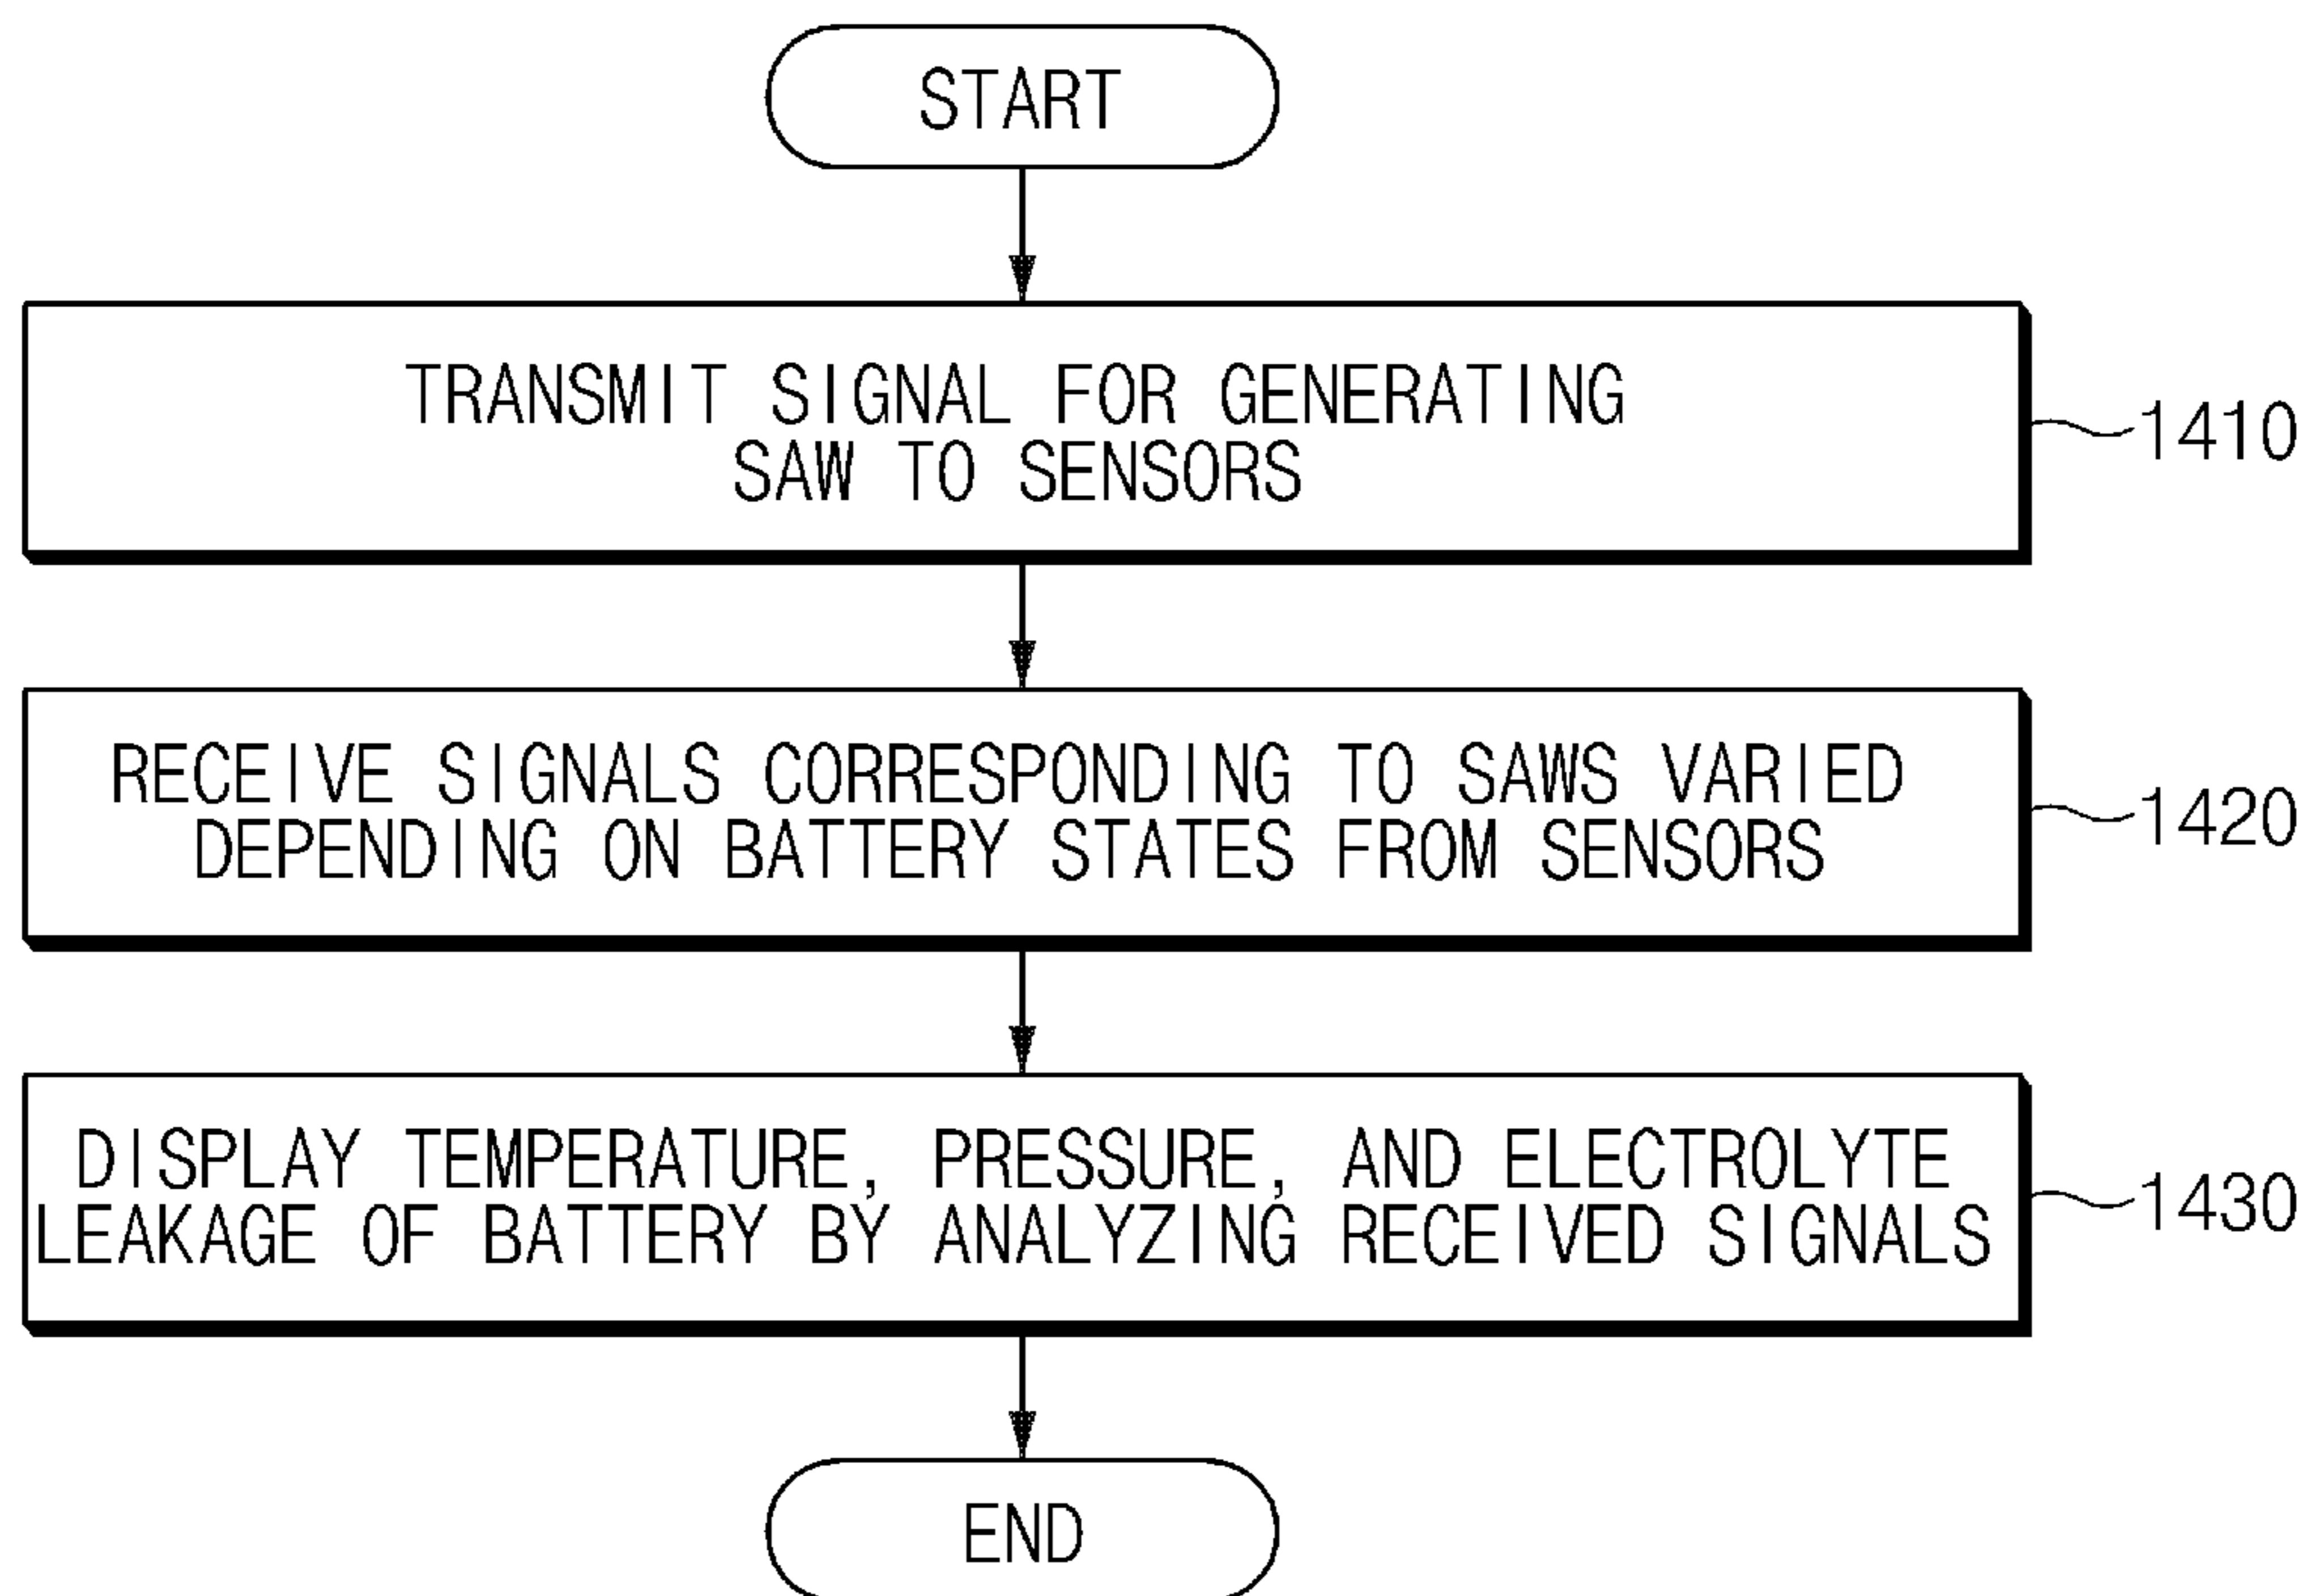 START
TRANSMIT SIGNAL FOR GENERATING
SAW TO SENSORS
1410
RECEIVE SIGNALS CORRESPONDING TO SAWS VARIED
DEPENDING ON BATTERY STATES FROM SENSORS
1420
DISPLAY TEMPERATURE, PRESSURE, AND ELECTROLYTE
LEAKAGE OF BATTERY BY ANALYZING RECEIVED SIGNALS
1430
END